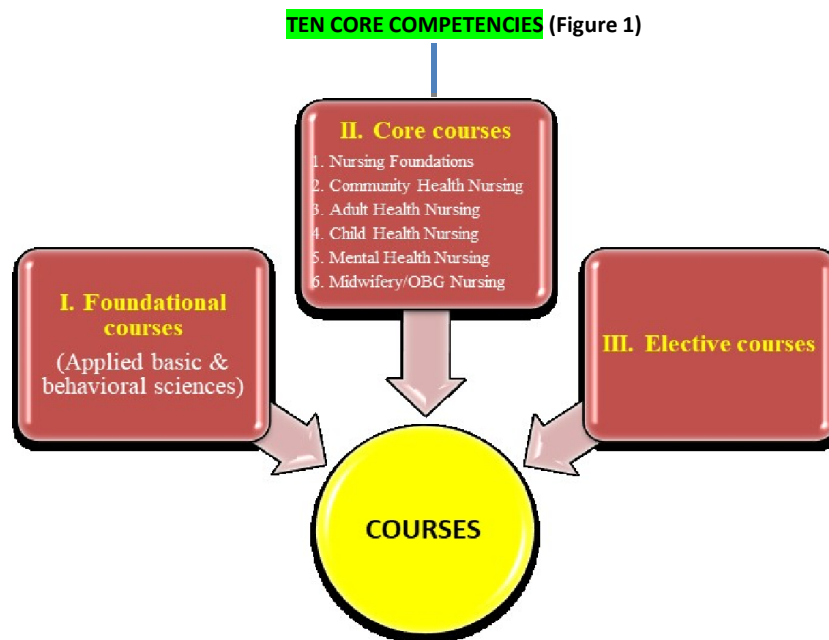 TEN CORE COMPETENCIES (Figure 1)
II. Core courses
1. Nursing Foundations
2. Community Health Nursing
3. Adult Health Nursing
4. Child Health Nursing
5. Mental Health Nursing
6. Midwifery/OBG Nursing
I. Foundational
courses
(Applied basic &
behavioral sciences)
III. Elective courses
COURSES